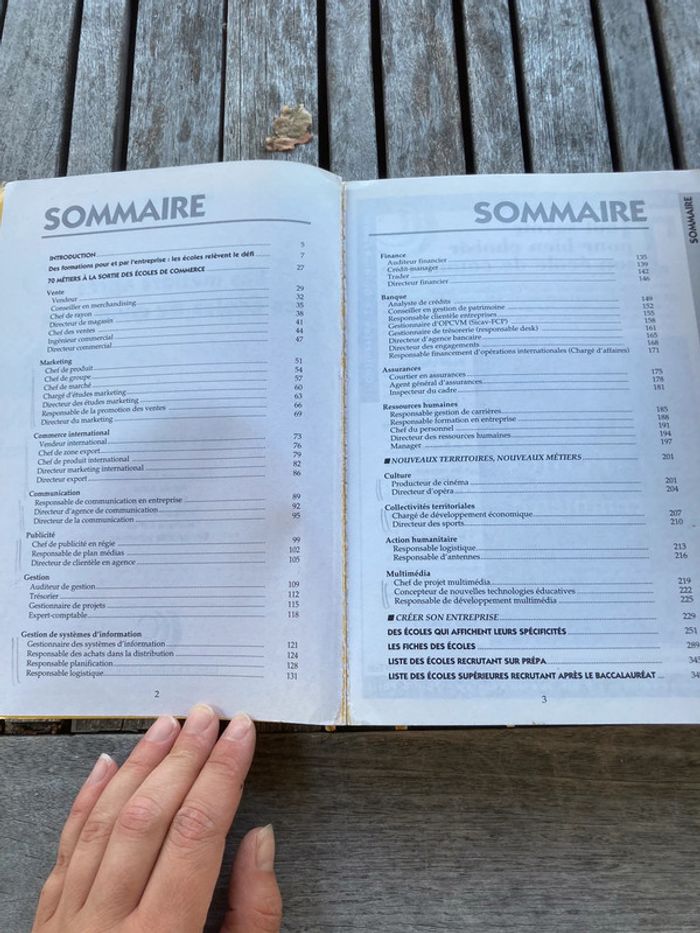 SOMMAIRE
INTRODUCTION 5
Des formations pour et par l'entreprise : les écoles relèvent le défi 7
70 MÉTIERS À LA SORTIE DES ÉCOLES DE COMMERCE 27
Vente
Vendeur 29
Conseiller en merchandising 32
Chef de rayon 35
Directeur de magasin 38
Chef des ventes 41
Ingénieur commercial 44
Directeur commercial 47
Marketing
Chef de produit 51
Chef de groupe 54
Chef de marché 57
Chargé d'études marketing 60
Directeur des études marketing 63
Responsable de la promotion des ventes 66
Directeur du marketing 69
Commerce international
Vendeur international 73
Chef de zone export 76
Chef de produit international 79
Directeur marketing international 82
Directeur export 86
Communication
Responsable de communication en entreprise 89
Directeur d'agence de communication 92
Directeur de la communication 95
Publicité
Chef de publicité en régie 99
Responsable de plan médias 102
Directeur de clientèle en agence 105
Gestion
Auditeur de gestion 109
Trésorier 112
Gestionnaire de projets 115
Expert-comptable 118
Gestion de systèmes d'information
Gestionnaire des systèmes d'information 121
Responsable des achats dans la distribution 124
Responsable planification 128
Responsable logistique 131
2
SOMMAIRE
Finance
Auditeur financier 135
Crédit-manager 139
Trader 142
Directeur financier 146
Banque
Analyste de crédits 149
Conseiller en gestion de patrimoine 152
Responsable clientèle entreprises 155
Gestionnaire d'OPCVM (Sicav-FCP) 158
Gestionnaire de trésorerie (responsable desk) 161
Directeur d'agence bancaire 165
Directeur des engagements 168
Responsable financement d'opérations internationales (Chargé d'affaires) 171
Assurances
Courtier en assurances 175
Agent général d'assurances 178
Inspecteur du cadre 181
Ressources humaines
Responsable gestion de carrières 185
Responsable formation en entreprise 188
Chef du personnel 191
Directeur des ressources humaines 194
Manager 197
■ NOUVEAUX TERRITOIRES, NOUVEAUX MÉTIERS 201
Culture
Producteur de cinéma 201
Directeur d'opéra 204
Collectivités territoriales
Chargé de développement économique 207
Directeur des sports 210
Action humanitaire
Responsable logistique 213
Responsable d'antennes 216
Multimédia
Chef de projet multimédia 219
Concepteur de nouvelles technologies éducatives 222
Responsable de développement multimédia 225
■ CRÉER SON ENTREPRISE 229
DES ÉCOLES QUI AFFICHENT LEURS SPÉCIFICITÉS 251
LES FICHES DES ÉCOLES 289
LISTE DES ÉCOLES RECRUTANT SUR PRÉPA
LISTE DES ÉCOLES SUPÉRIEURES RECRUTANT APRÈS LE BACCALAURÉAT
3
SOMMAIRE